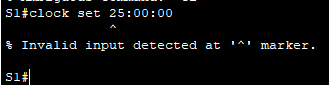 S1#clock set 25:00:00
^
% Invalid input detected at '^' marker.
S1#